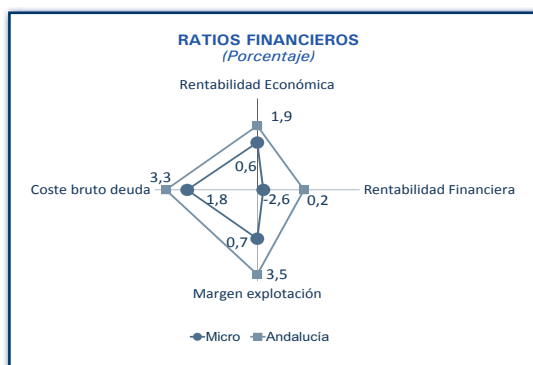 RATIOS FINANCIEROS
(Porcentaje)
Rentabilidad Económica
1,9
0,6
3,3
Coste bruto deuda
1,8
-2,6
0,2
Rentabilidad Financiera
0,7
3,5
Margen explotación
Micro Andalucía